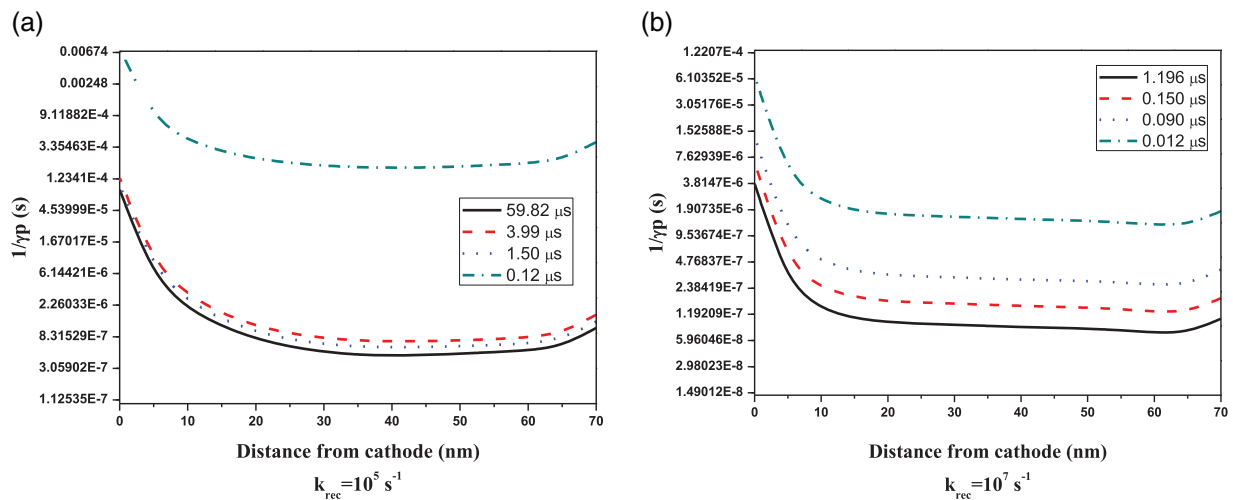 (a)
1/γp (s)
0.00674
0.00248
9.11882E-4
3.35463E-4
1.2341E-4
4.53999E-5
1.67017E-5
6.14421E-6
2.26033E-6
8.31529E-7
3.05902E-7
1.12535E-7
59.82 μs
3.99 μs
1.50 μs
0.12 μs
0 10 20 30 40 50 60 70
Distance from cathode (nm)
k_rec=10^5 s^-1
(b)
1/γp (s)
1.2207E-4
6.10352E-5
3.05176E-5
1.52588E-5
7.62939E-6
3.8147E-6
1.90735E-6
9.53674E-7
4.76837E-7
2.38419E-7
1.19209E-7
5.96046E-8
2.98023E-8
1.49012E-8
1.196 μs
0.150 μs
0.090 μs
0.012 μs
0 10 20 30 40 50 60 70
Distance from cathode (nm)
k_rec=10^7 s^-1